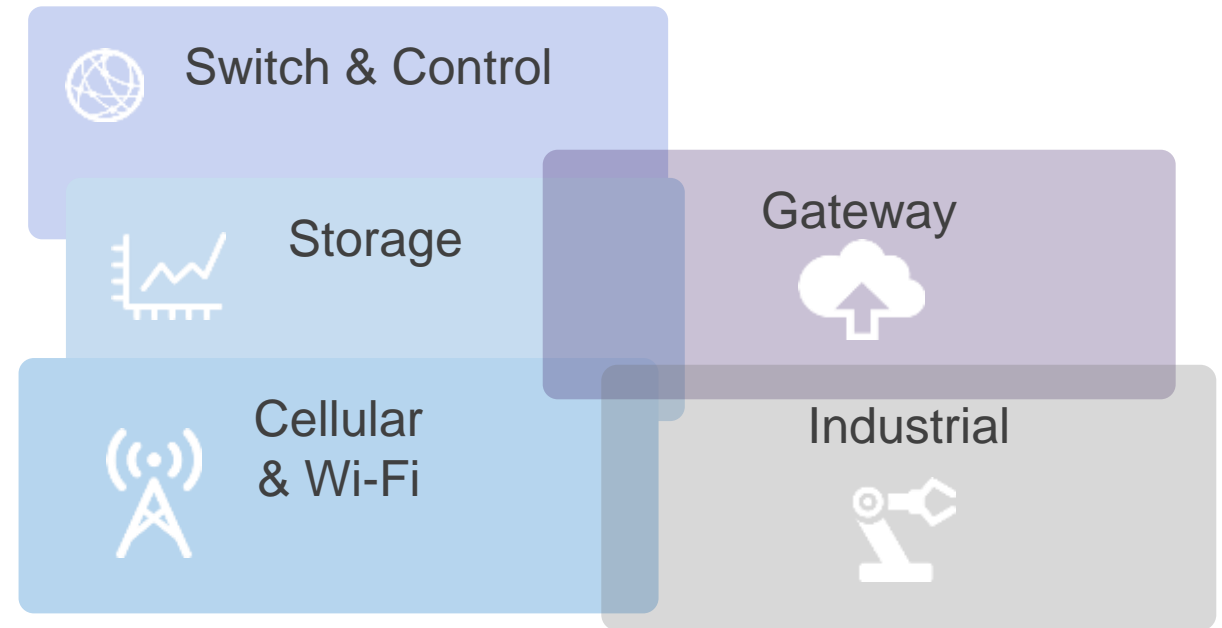 Switch & Control
Storage
Gateway
Cellular
& Wi-Fi
Industrial